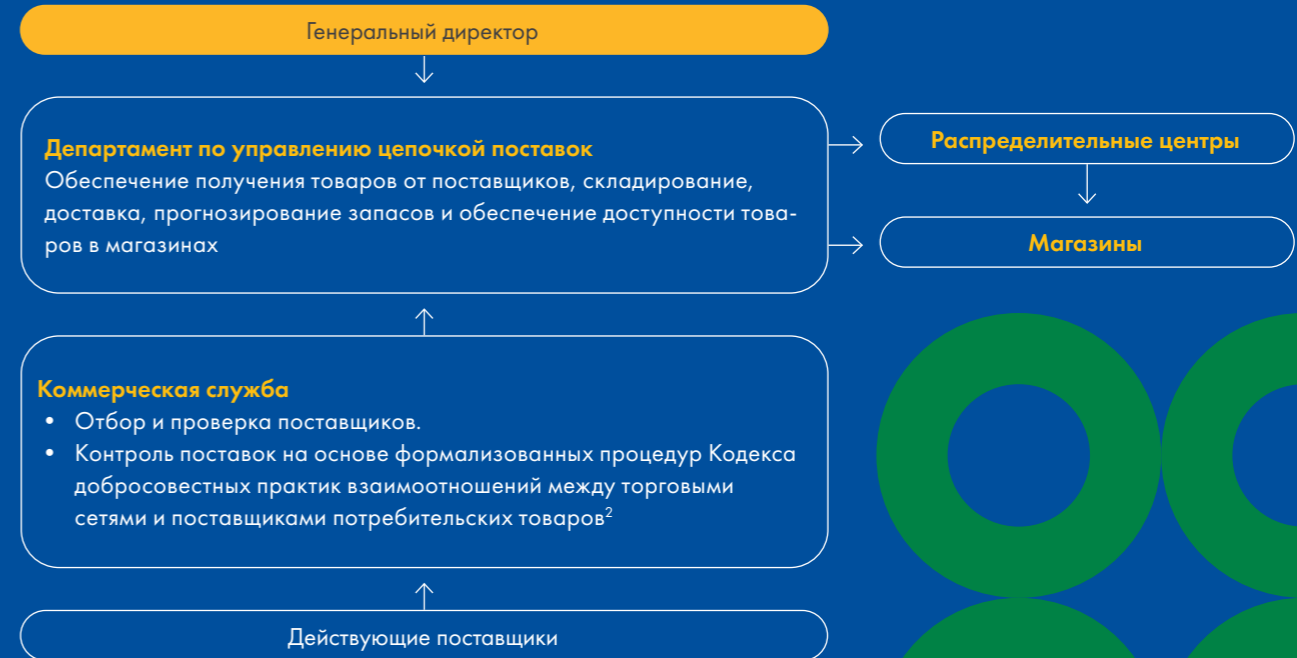 Генеральный директор
Департамент по управлению цепочкой поставок
Обеспечение получения товаров от поставщиков, складирование,
доставка, прогнозирование запасов и обеспечение доступности това-
ров в магазинах
Распределительные центры
Магазины
Коммерческая служба
• Отбор и проверка поставщиков.
• Контроль поставок на основе формализованных процедур Кодекса
добросовестных практик взаимоотношений между торговыми
сетями и поставщиками потребительских товаров²
Действующие поставщики